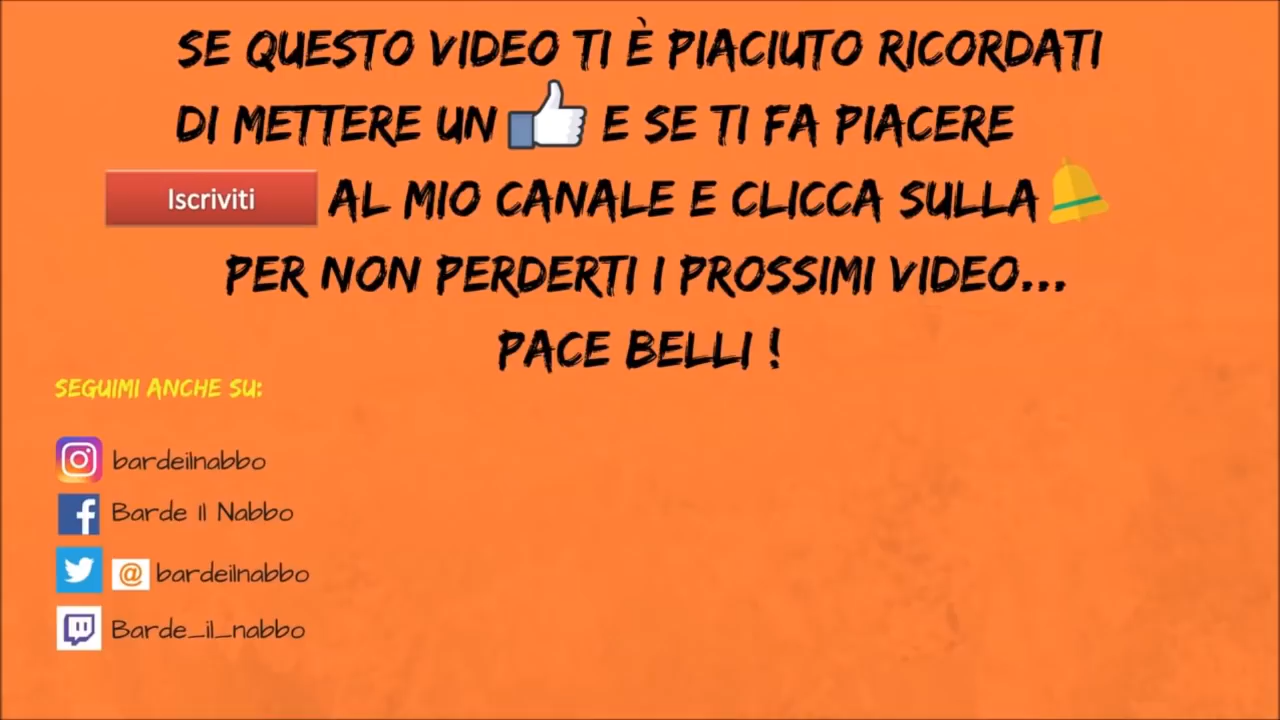 SE QUESTO VIDEO TI È PIACIUTO RICORDATI
DI METTERE UN E SE TI FA PIACERE
Iscriviti AL MIO CANALE E CLICCA SULLA
PER NON PERDERTI I PROSSIMI VIDEO...
PACE BELLI !
SEGUIMI ANCHE SU:
bardeilnabbo
Barde Il Nabbo
@ bardeilnabbo
Barde_il_nabbo